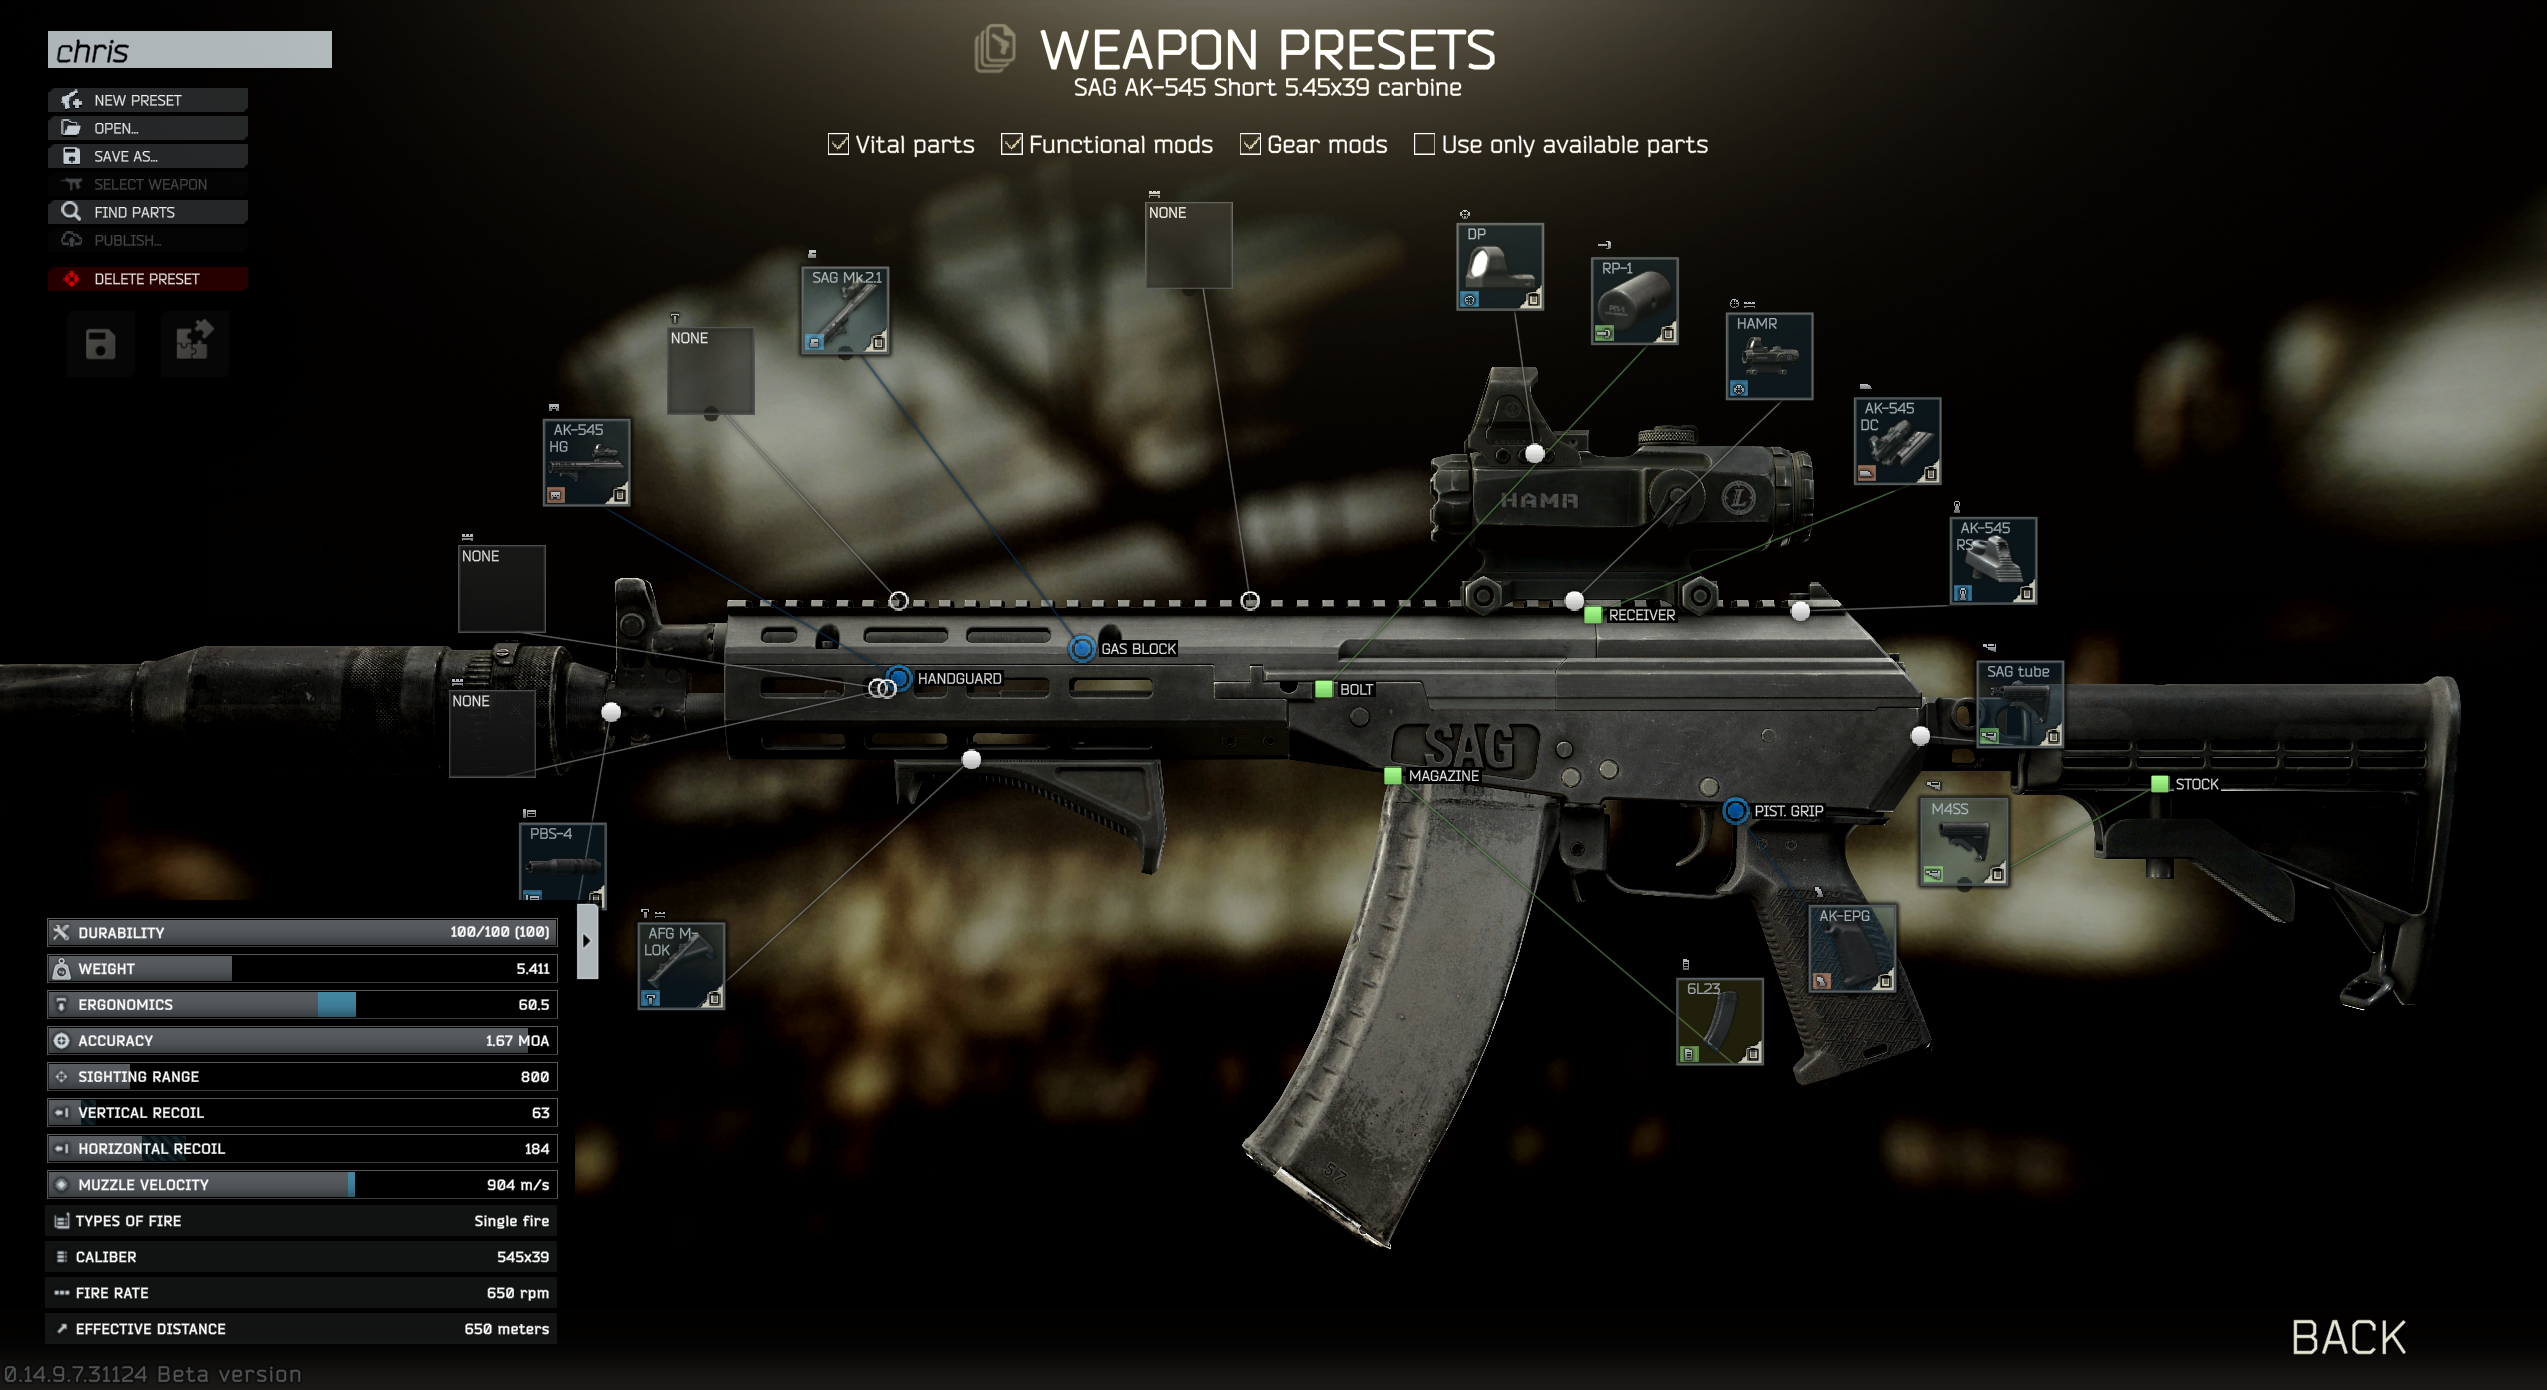 chris
WEAPON PRESETS
SAG AK-545 Short 5.45x39 carbine
NEW PRESET
OPEN...
SAVE AS...
SELECT WEAPON
FIND PARTS
PUBLISH...
DELETE PRESET
Vital parts
Functional mods
Gear mods
Use only available parts
NONE
DP
RP-1
SAG Mk.2.1
HAMR
NONE
AK-545
DC
AK-545
HG
AK-545
RS
NONE
HAMR
RECEIVER
GAS BLOCK
HANDGUARD
BOLT
SAG tube
NONE
SAG
MAGAZINE
STOCK
PIST. GRIP
M4SS
PBS-4
AK-EPG
AFG M-
LOK
6L23
57
DURABILITY 100/100 (100)
WEIGHT 5.411
ERGONOMICS 60.5
ACCURACY 1.67 MOA
SIGHTING RANGE 800
VERTICAL RECOIL 63
HORIZONTAL RECOIL 184
MUZZLE VELOCITY 904 m/s
TYPES OF FIRE Single fire
CALIBER 545x39
FIRE RATE 650 rpm
EFFECTIVE DISTANCE 650 meters
BACK
0.14.9.7.31124 Beta version